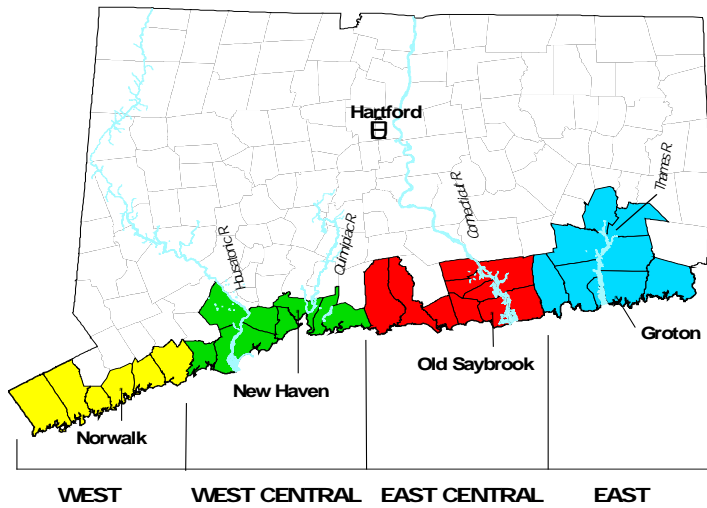 Hartford
Thames R
Connecticut R
Housatonic R
Quinnipiac R
Groton
Old Saybrook
New Haven
Norwalk
WEST
WEST CENTRAL
EAST CENTRAL
EAST